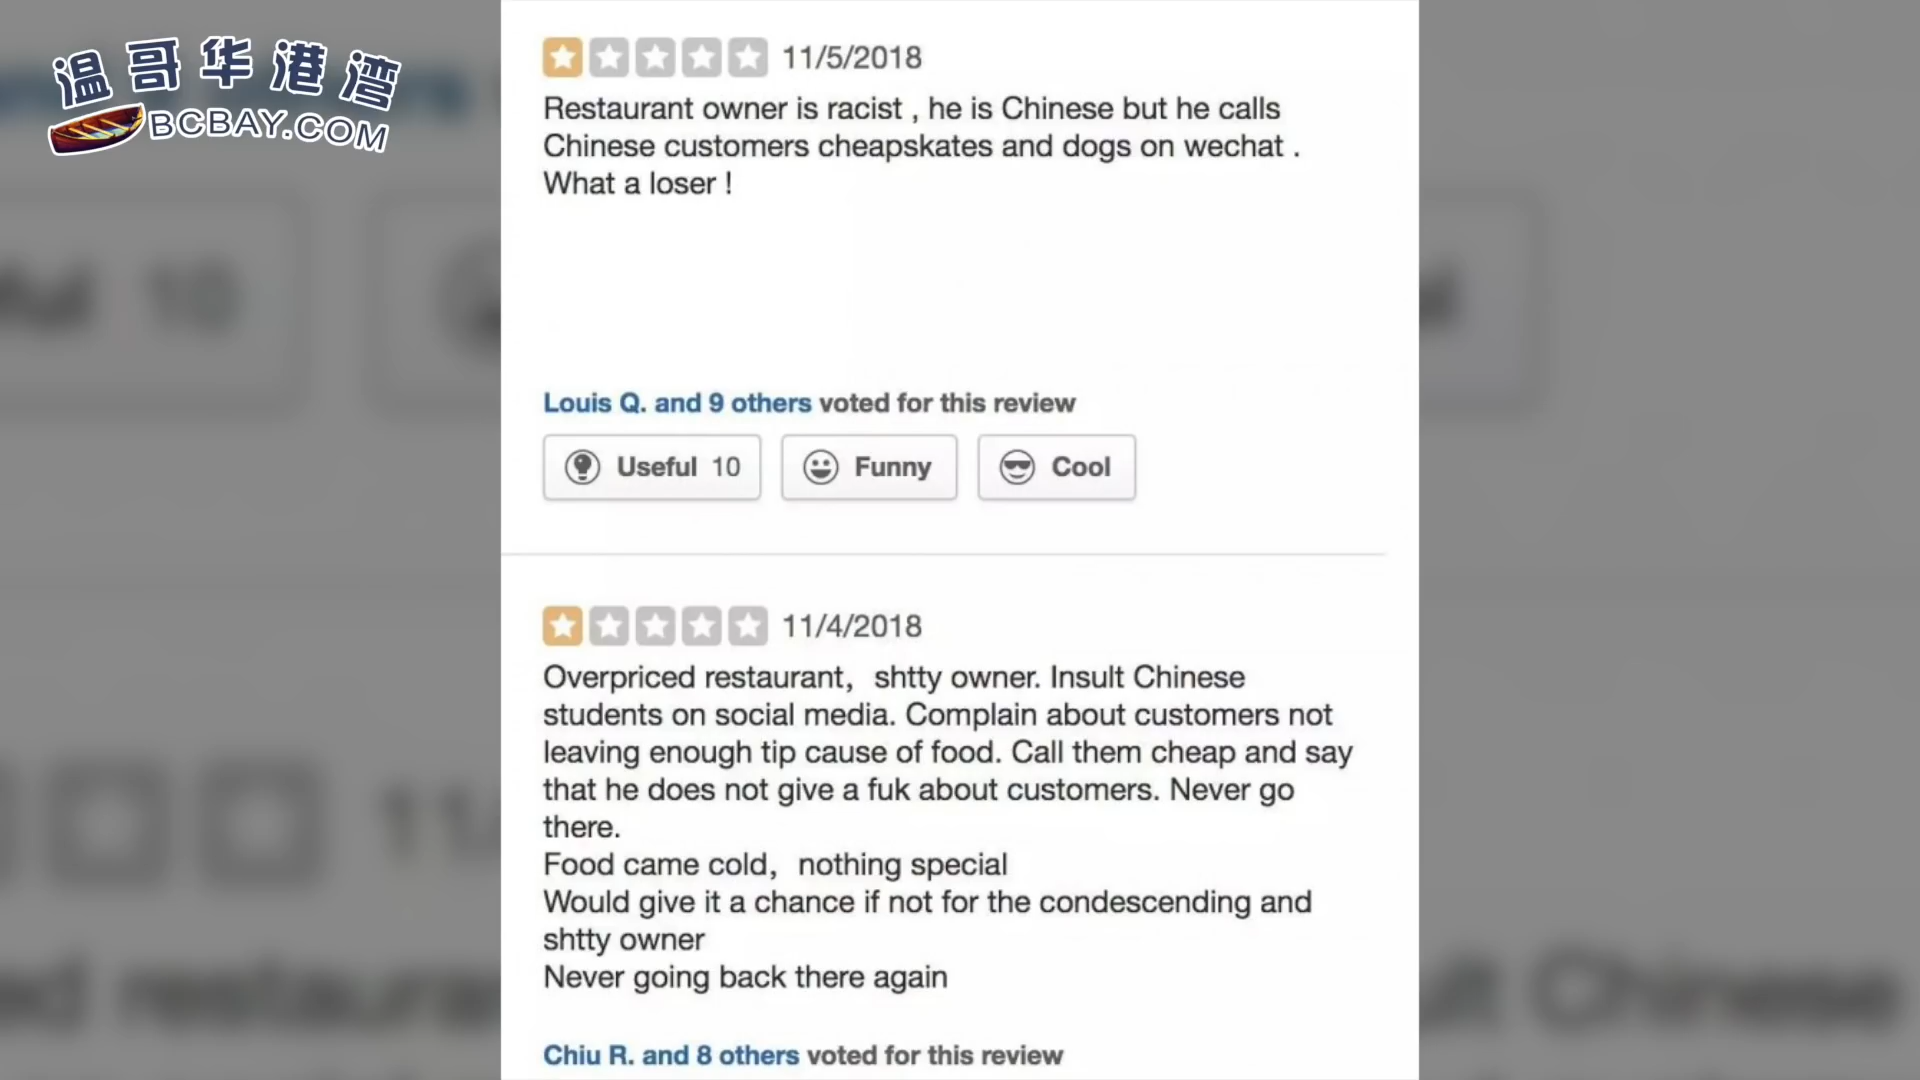 温哥华港湾
BCBAY.COM
11/5/2018
Restaurant owner is racist , he is Chinese but he calls
Chinese customers cheapskates and dogs on wechat .
What a loser !
Louis Q. and 9 others voted for this review
Useful 10 Funny Cool
11/4/2018
Overpriced restaurant，shtty owner. Insult Chinese
students on social media. Complain about customers not
leaving enough tip cause of food. Call them cheap and say
that he does not give a fuk about customers. Never go
there.
Food came cold，nothing special
Would give it a chance if not for the condescending and
shtty owner
Never going back there again
Chiu R. and 8 others voted for this review